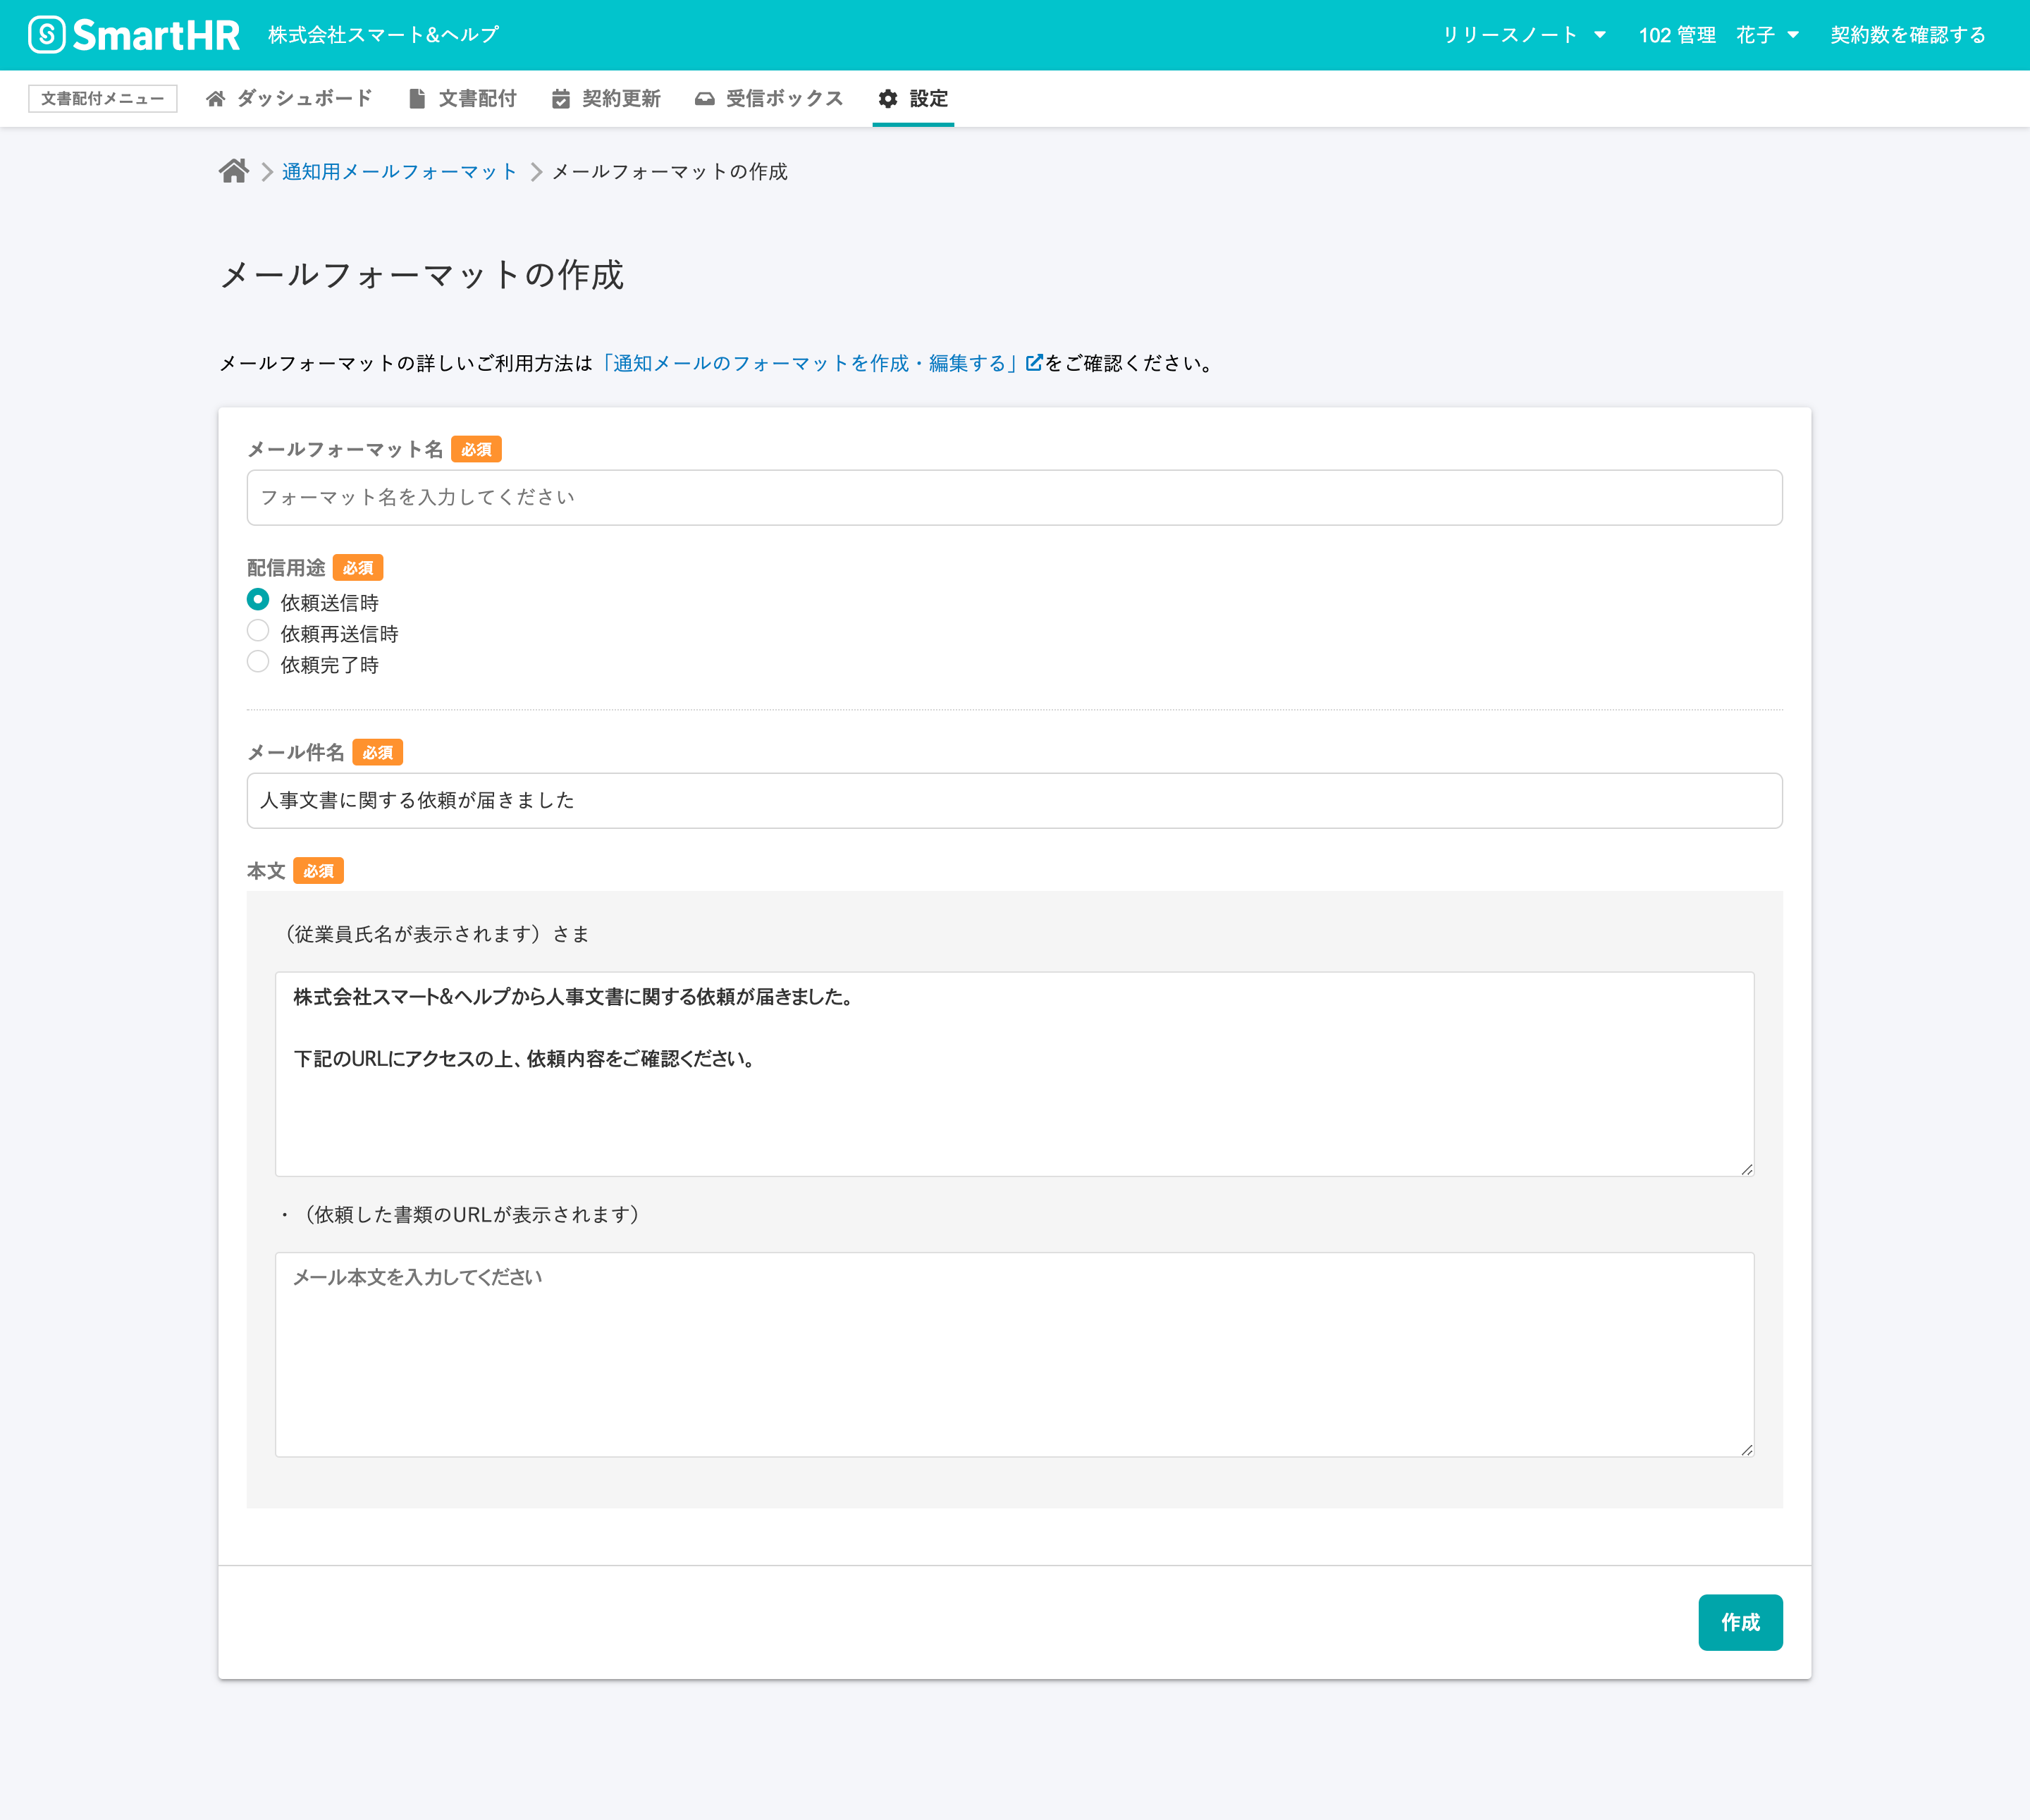 SmartHR 株式会社スマート&ヘルプ リリースノート 102 管理 花子 契約数を確認する
文書配付メニュー ダッシュボード 文書配付 契約更新 受信ボックス 設定
通知用メールフォーマット メールフォーマットの作成
メールフォーマットの作成
メールフォーマットの詳しいご利用方法は「通知メールのフォーマットを作成・編集する」をご確認ください。
メールフォーマット名 必須
フォーマット名を入力してください
配信用途 必須
依頼送信時
依頼再送信時
依頼完了時
メール件名 必須
人事文書に関する依頼が届きました
本文 必須
（従業員氏名が表示されます）さま
株式会社スマート&ヘルプから人事文書に関する依頼が届きました。
下記のURLにアクセスの上、依頼内容をご確認ください。
・（依頼した書類のURLが表示されます）
メール本文を入力してください
作成